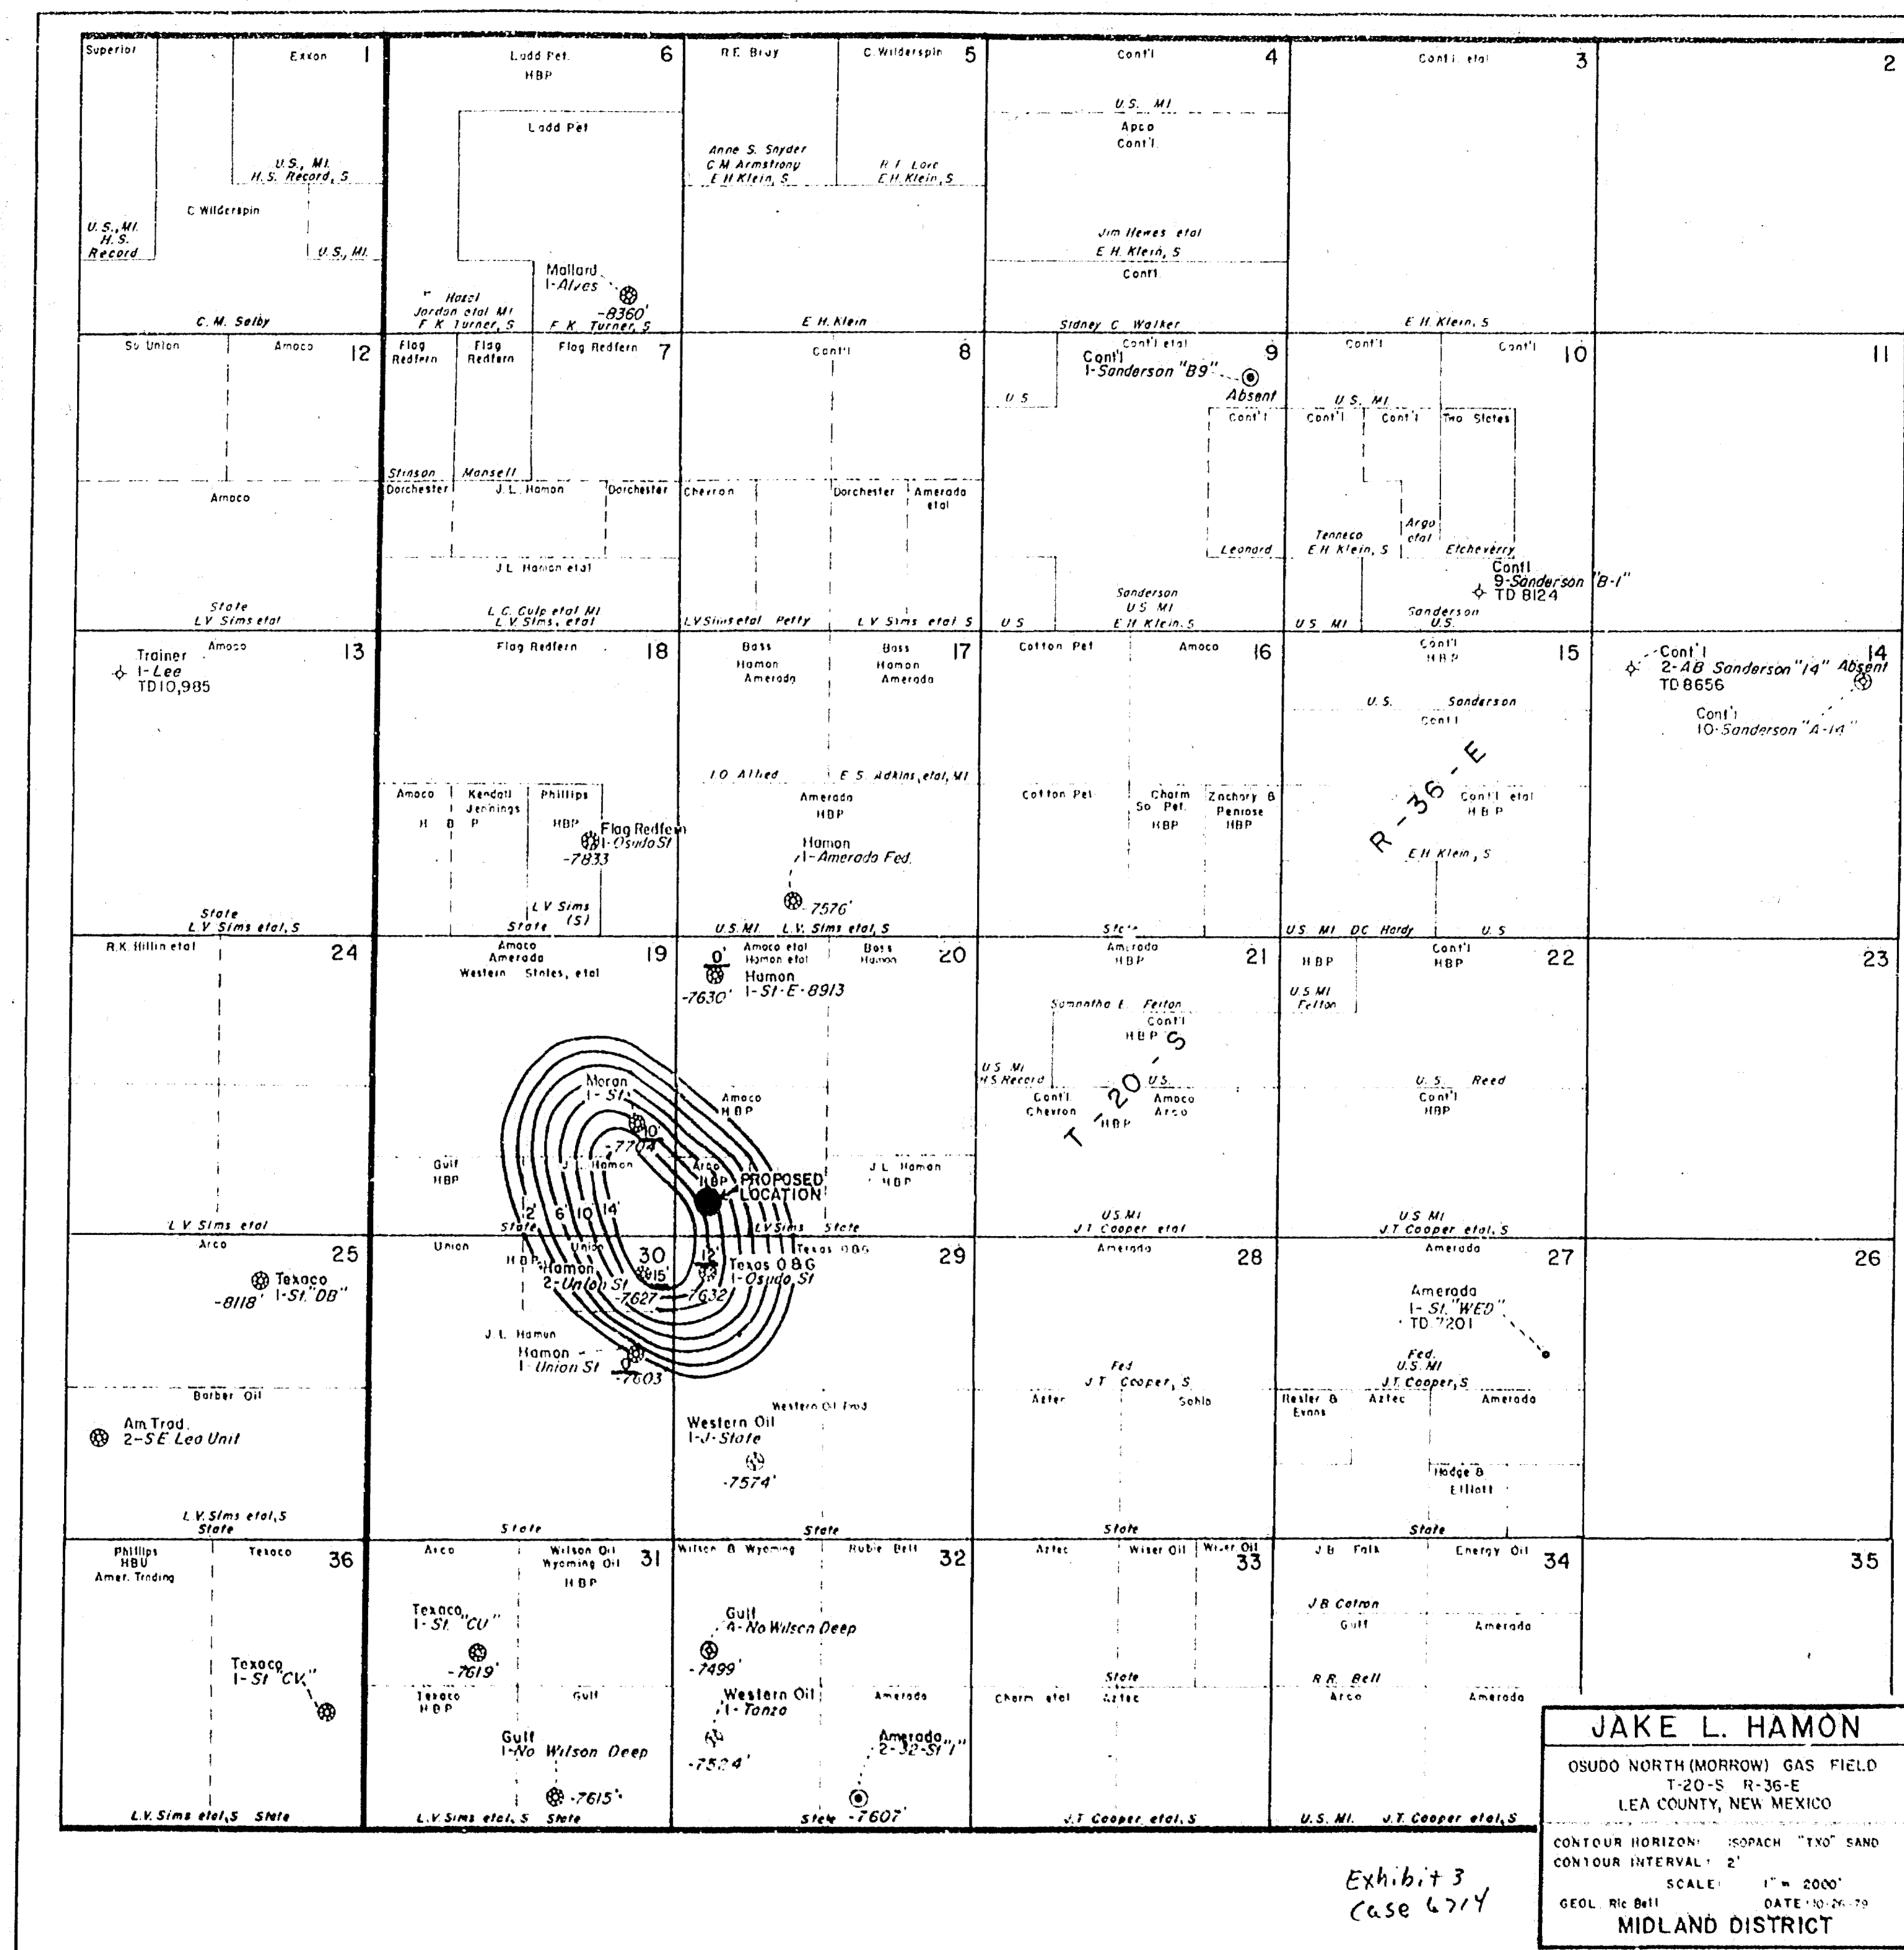 Superior
Exxon
1
U.S., MI.
H.S. Record, S
C. Wilderspin
U.S., MI.
H.S.
Record
U.S., MI.
C. M. Selby
Ladd Pet.
HBP
6
Ladd Pet
Mallard
1-Alves
-8360'
Hazel
Jordan etal MI
F. K. Turner, S
F. K. Turner, S
R.E. Bray
C. Wilderspin
5
Anne S. Snyder
C M Armstrong
E H Klein, S
R F Love
E H. Klein, S
E H. Klein
Cont'l
4
U.S. MI
Apco
Cont'l.
Jim Hewes etal
E H. Klein, S
Cont'l
Sidney C Walker
Cont'l. etal
3
E H. Klein, S
2
So Union
Amoco
12
Amoco
State
L.V Sims etal
Flag
Redfern
Flag
Redfern
Flag Redfern
7
Stinson
Mansell
Dorchester
J.L. Hamon
Dorchester
J.L. Hamon etal
L.C. Culp etal MI
L.V. Sims, etal
Cont'l
8
Chevron
Dorchester
Amerada
etal
L V Sims etal Petty
L V Sims etal S
Cont'l etal
9
Cont'l
1-Sanderson "B9"
Absent
U S
Cont'l
Leonard
Sanderson
U S MI
E H Klein, S
U S
Cont'l
Cont'l
10
U.S. MI.
Cont'l
Cont'l
Two States
Tenneco
E.H Klein, S
Argo
etal
Etcheverry
Cont'l
9-Sanderson "B-1"
TD 8124
U S MI
Sanderson
U.S.
11
Amoco
13
Trainer
1-Lee
TD10,985
State
L.V Sims etal, S
Flag Redfern
18
Amoco
Kendall
Jennings
Phillips
H B P
HBP
Flag Redfern
1-Osudo St
-7833
L V Sims
(S)
State
Bass
Hamon
Amerada
Bass
Hamon
Amerada
17
E S. Adkins, etal, MI
Amerada
HBP
Hamon
1-Amerada Fed.
-7576'
U.S. MI. L.V. Sims etal, S
Cotton Pet
Amoco
16
Cotton Pet
Charm
So Pet.
HBP
Zachary &
Penrose
HBP
Cont'l
HBP
15
U.S. Sanderson
Cont'l
R - 36 - E
Cont'l etal
HBP
E H Klein, S
U S MI DC Hardy
U S
Cont'l
2-AB Sanderson "14"
TD 8656
Absent
14
Cont'l
10-Sanderson "A-14"
R.K. Hillin etal
24
L.V. Sims etal
Amoco
Amerada
Western States, etal
19
Moran
1-St.
10'
-7704'
Gulf
HBP
J.L. Hamon
2'
6'
10'
14'
State
0'
-7630'
Amoco etal
Hamon etal
Bass
Hamon
20
Hamon
1-St-E-8913
Amoco
HBP
Arco
HBP
PROPOSED
LOCATION
J.L. Hamon
HBP
LV Sims State
Amerada
HBP
21
Samantha E. Felton
Cont'l
HBP
T - 20 - S
U S MI
HS Record
Cont'l
Chevron
U.S.
Amoco
Arco
HBP
U.S MI
J.T Cooper etal
HBP
Cont'l
HBP
22
U.S MI
Felton
U.S. Reed
Cont'l
HBP
U.S MI
J.T Cooper etal, S
23
Arco
25
Texaco
1-St. "DB"
-8118'
Barber Oil
Am Trad.
2-SE Lea Unit
L.V. Sims etal, S
State
Union
HBP
Union
30
Hamon
2-Union St
15'
-7627
J L Hamon
Hamon
1-Union St
0'
-7603
State
Texas O&G
29
12'
Texas O&G
1-Osudo St
-7632
Western Oil Prod
Western Oil
1-J-State
-7574'
State
Amerada
28
Fed
J.T Cooper, S
Aztec
Sohio
State
Amerada
27
Amerada
1-St. "WED"
TD 7201
Fed.
U.S. MI
J.T. Cooper, S
Resler &
Evans
Aztec
Amerada
Hodge &
Elliott
State
26
Phillips
HBU
Amer. Trading
Texaco
36
Texaco
1-St "CV"
L.V. Sims etal, S State
Arco
Wilson Oil
Wyoming Oil
HBP
31
Texaco
1-St. "CU"
-7619'
Texaco
HBP
Gulf
Gulf
1-No Wilson Deep
-7615'
L.V. Sims etal, S State
Wilson & Wyoming
Rubie Bell
32
Gulf
4-No Wilson Deep
-7499'
Western Oil
1-Tanza
-7524'
Amerada
Amerada
2-32-St "I"
-7607'
State
Aztec
Wiser Oil
Wiser Oil
33
State
Aztec
Charm etal
J.T Cooper etal, S
J B Falk
Energy Oil
34
J B Cotron
Gulf
Amerada
R R. Bell
Arco
Amerada
U.S. MI. J.T. Cooper etal, S
35
JAKE L. HAMON
OSUDO NORTH (MORROW) GAS FIELD
T-20-S R-36-E
LEA COUNTY, NEW MEXICO
CONTOUR HORIZON: ISOPACH "TXO" SAND
CONTOUR INTERVAL: 2'
SCALE: 1" = 2000'
GEOL. Ric Bell DATE: 10-26-79
MIDLAND DISTRICT
Exhibit 3
Case 6714